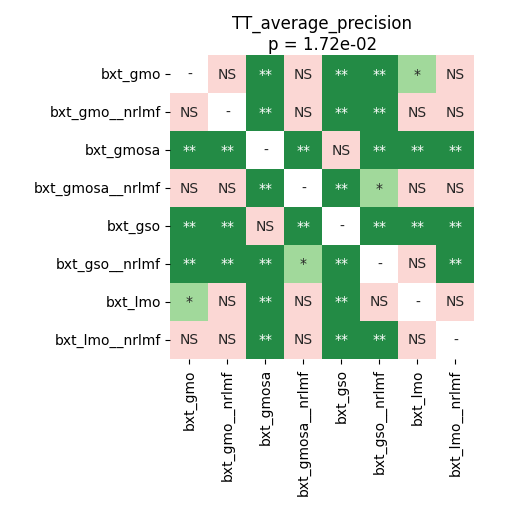 TT_average_precision
p = 1.72e-02
bxt_gmo - NS ** NS ** ** * NS
bxt_gmo__nrlmf NS - ** NS ** ** NS NS
bxt_gmosa ** ** - ** NS ** ** **
bxt_gmosa__nrlmf NS NS ** - ** * NS NS
bxt_gso ** ** NS ** - ** ** **
bxt_gso__nrlmf ** ** ** * ** - NS **
bxt_lmo * NS ** NS ** NS - NS
bxt_lmo__nrlmf NS NS ** NS ** ** NS -
bxt_gmo
bxt_gmo__nrlmf
bxt_gmosa
bxt_gmosa__nrlmf
bxt_gso
bxt_gso__nrlmf
bxt_lmo
bxt_lmo__nrlmf